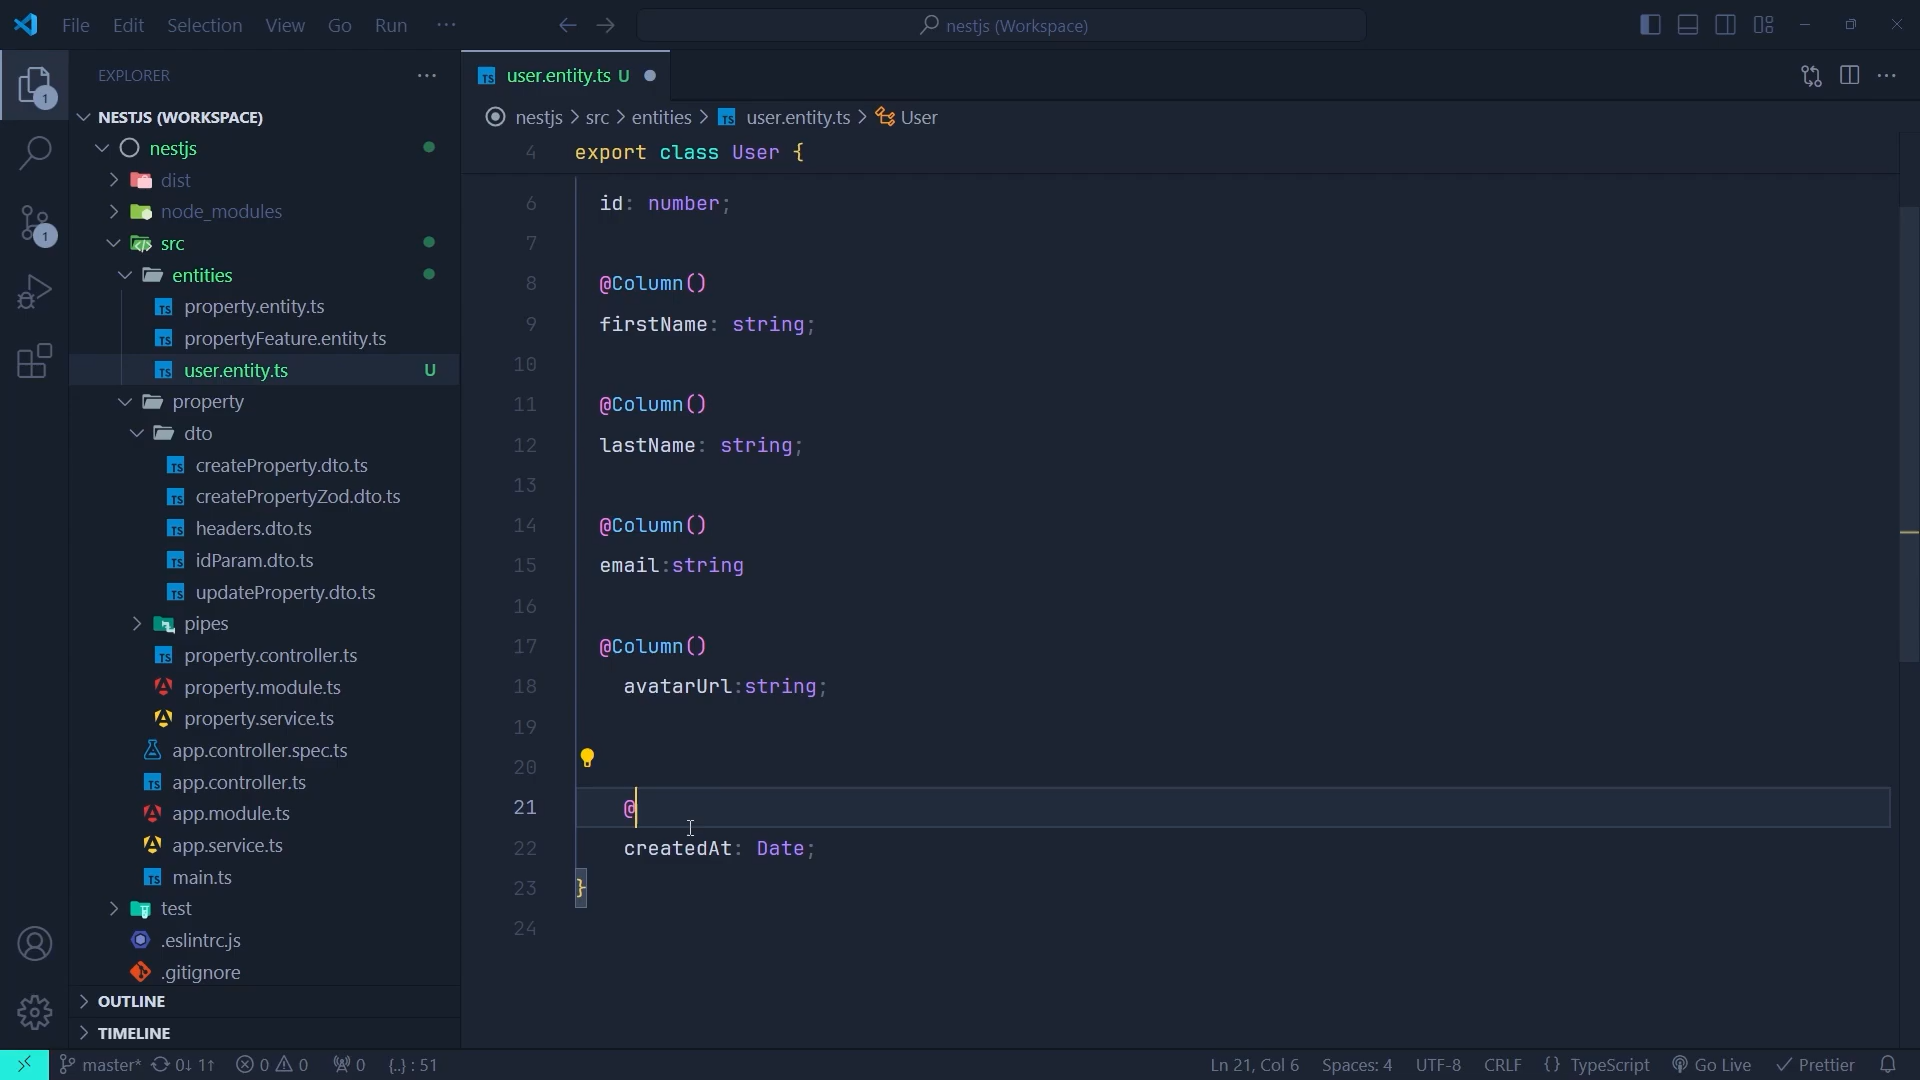 File Edit Selection View Go Run ···
nestjs (Workspace)
EXPLORER
1
1
NESTJS (WORKSPACE)
nestjs
dist
node_modules
src
entities
property.entity.ts
propertyFeature.entity.ts
user.entity.ts U
property
dto
createProperty.dto.ts
createPropertyZod.dto.ts
headers.dto.ts
idParam.dto.ts
updateProperty.dto.ts
pipes
property.controller.ts
property.module.ts
property.service.ts
app.controller.spec.ts
app.controller.ts
app.module.ts
app.service.ts
main.ts
test
.eslintrc.js
.gitignore
OUTLINE
TIMELINE
user.entity.ts U
nestjs > src > entities > user.entity.ts > User
4 export class User {
6 id: number;
7
8 @Column()
9 firstName: string;
10
11 @Column()
12 lastName: string;
13
14 @Column()
15 email:string
16
17 @Column()
18 avatarUrl:string;
19
20
21 @
22 createdAt: Date;
23 }
24
master* 0↓ 1↑ 0 0 0 {..} : 51
Ln 21, Col 6 Spaces: 4 UTF-8 CRLF {} TypeScript Go Live Prettier